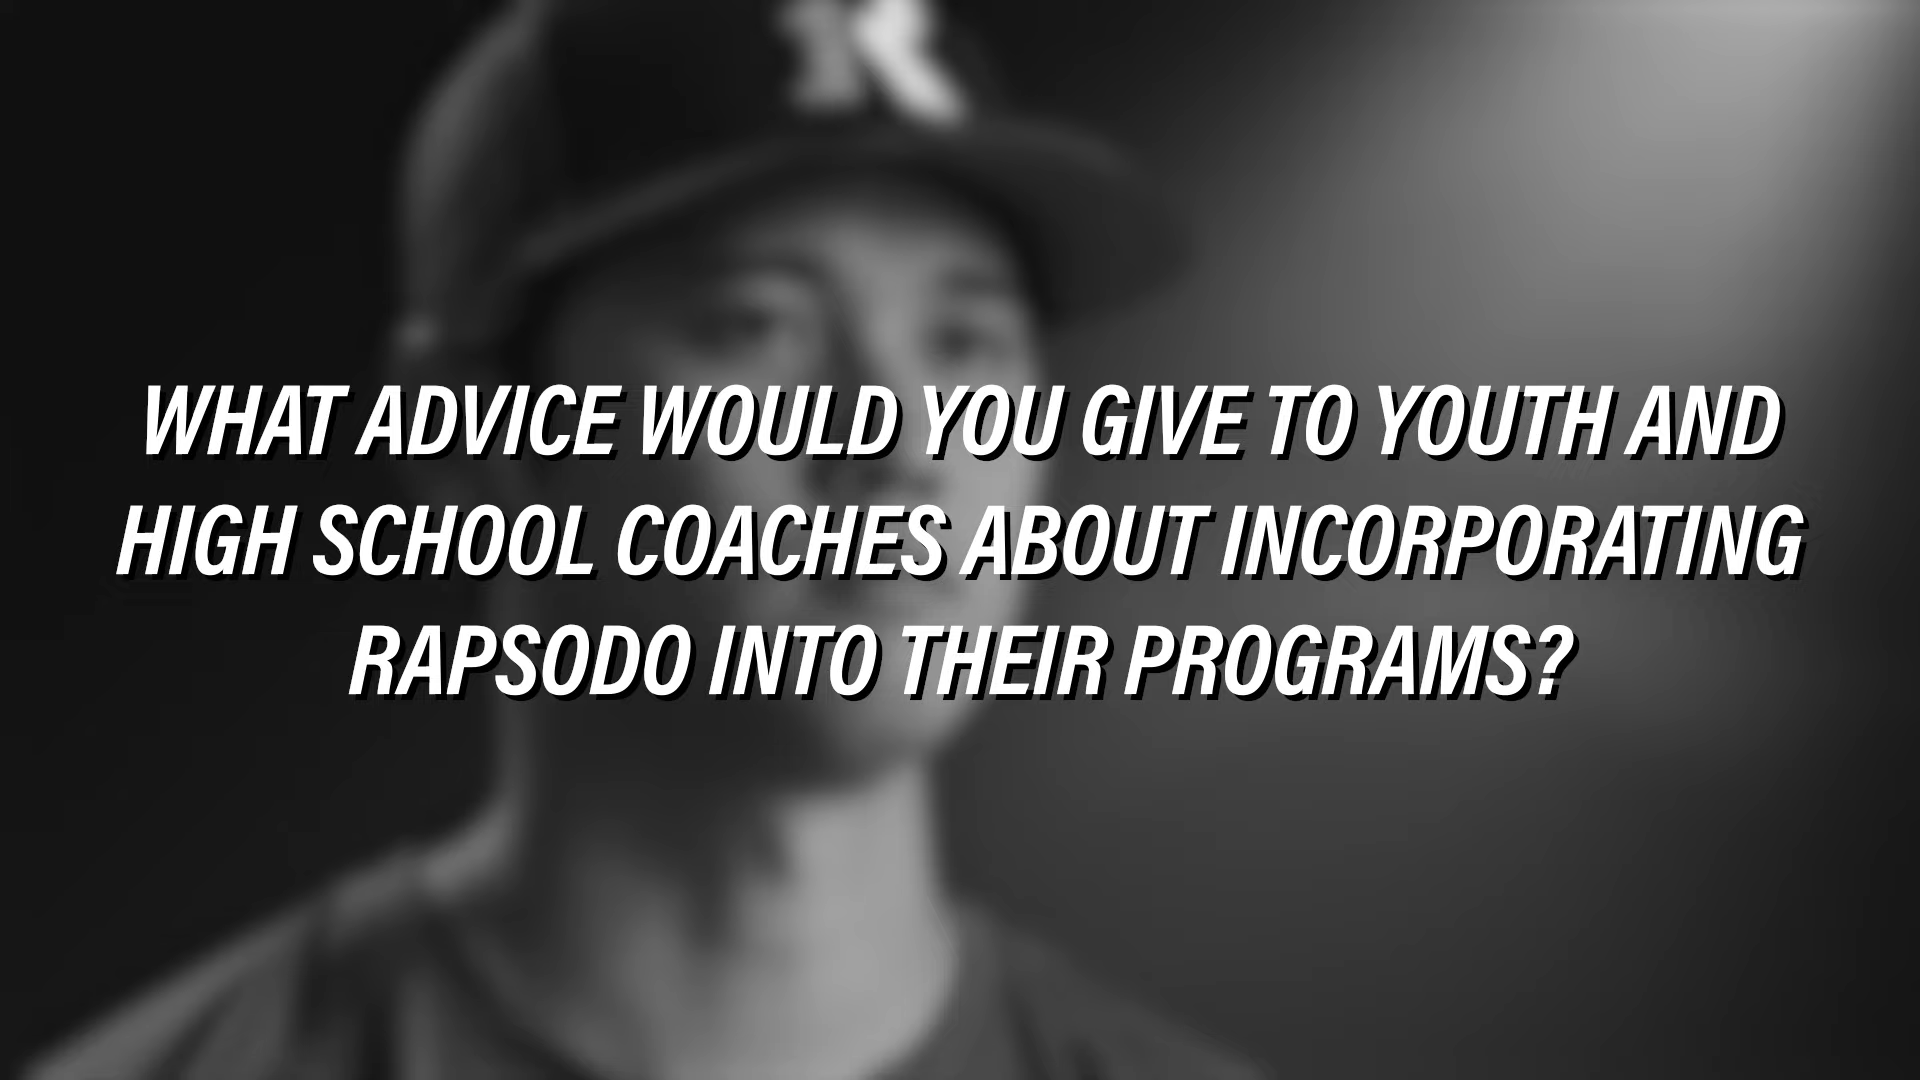 K
WHAT ADVICE WOULD YOU GIVE TO YOUTH AND
HIGH SCHOOL COACHES ABOUT INCORPORATING
RAPSODO INTO THEIR PROGRAMS?